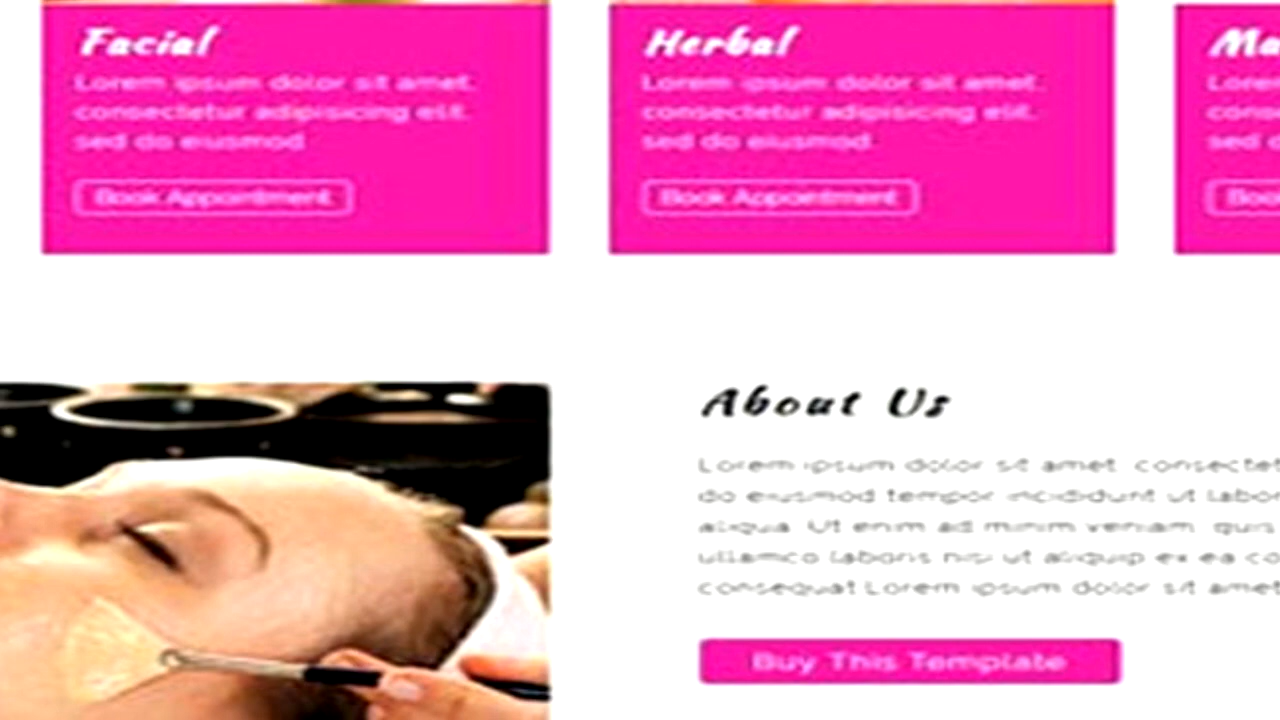 Facial
Lorem ipsum dolor sit amet,
consectetur adipisicing elit,
sed do eiusmod
Book Appointment
Herbal
Lorem ipsum dolor sit amet,
consectetur adipisicing elit,
sed do eiusmod
Book Appointment
Ma
Lorem
conse
sed d
Book
About Us
Lorem ipsum dolor sit amet, consectet
do eiusmod tempor incididunt ut labor
aliqua. Ut enim ad minim veniam, quis
ullamco laboris nisi ut aliquip ex ea co
consequat.Lorem ipsum dolor sit amet
Buy This Template